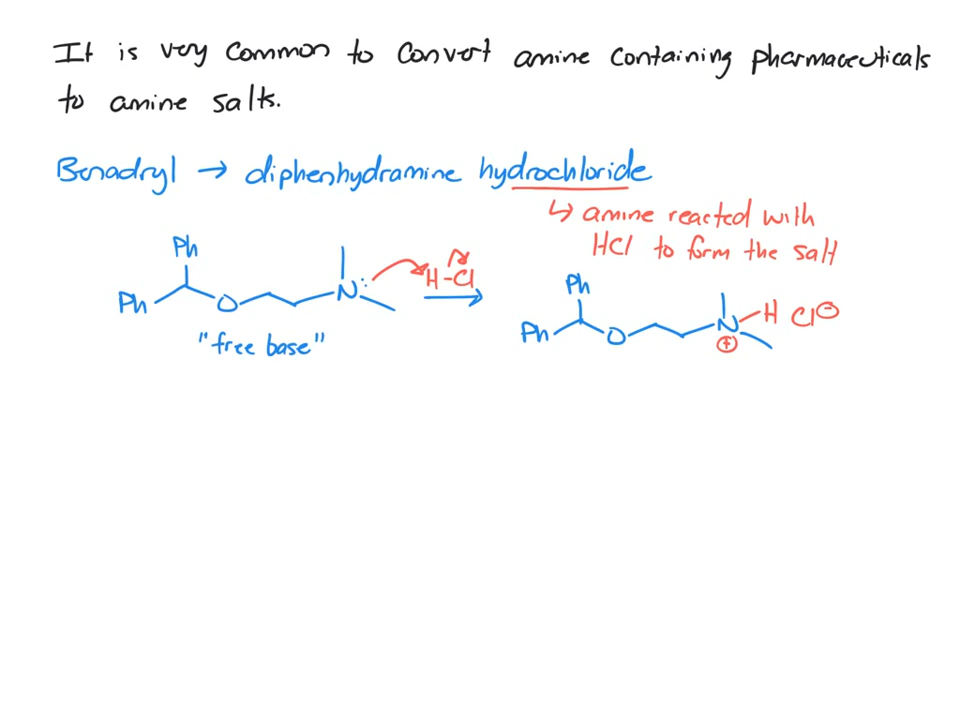 It is very common to convert amine containing pharmaceuticals
to amine salts.
Benadryl → diphenhydramine hydrochloride
↳ amine reacted with
HCl to form the salt
Ph
Ph
O
N:
H-Cl
"free base"
Ph
Ph
O
N
H
Cl⊖
⊕